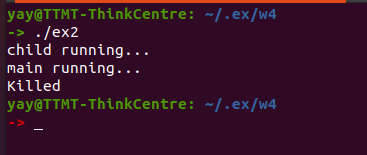 yay@TTMT-ThinkCentre: ~/.ex/w4
-> ./ex2
child running...
main running...
Killed
yay@TTMT-ThinkCentre: ~/.ex/w4
-> _